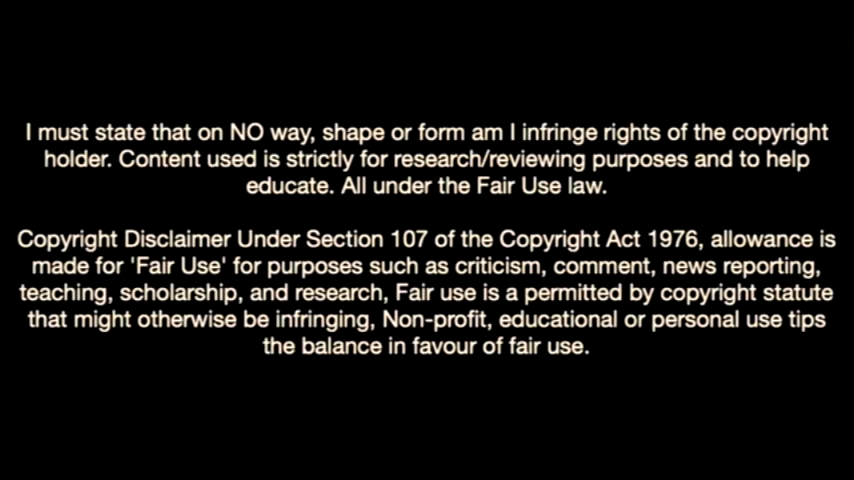 I must state that on NO way, shape or form am I infringe rights of the copyright
holder. Content used is strictly for research/reviewing purposes and to help
educate. All under the Fair Use law.
Copyright Disclaimer Under Section 107 of the Copyright Act 1976, allowance is
made for 'Fair Use' for purposes such as criticism, comment, news reporting,
teaching, scholarship, and research, Fair use is a permitted by copyright statute
that might otherwise be infringing, Non-profit, educational or personal use tips
the balance in favour of fair use.